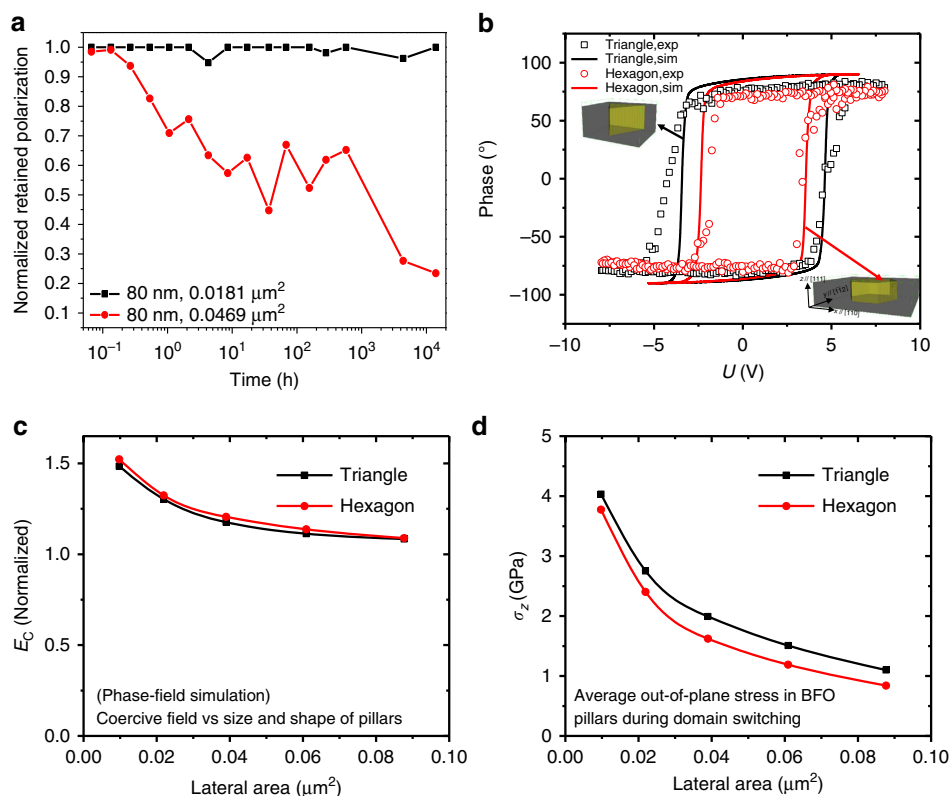 a
Normalized retained polarization
1.0
0.9
0.8
0.7
0.6
0.5
0.4
0.3
0.2
0.1
80 nm, 0.0181 μm²
80 nm, 0.0469 μm²
10⁻¹ 10⁰ 10¹ 10² 10³ 10⁴
Time (h)
b
Phase (°)
100
50
0
−50
−100
Triangle,exp
Triangle,sim
Hexagon,exp
Hexagon,sim
z // [111]
−10 −5 0 5 10
U (V)
c
E_C (Normalized)
1.5
1.0
0.5
0.0
Triangle
Hexagon
(Phase-field simulation)
Coercive field vs size and shape of pillars
0.00 0.02 0.04 0.06 0.08 0.10
Lateral area (μm²)
d
σ_z (GPa)
5
4
3
2
1
0
Triangle
Hexagon
Average out-of-plane stress in BFO
pillars during domain switching
0.00 0.02 0.04 0.06 0.08 0.10
Lateral area (μm²)